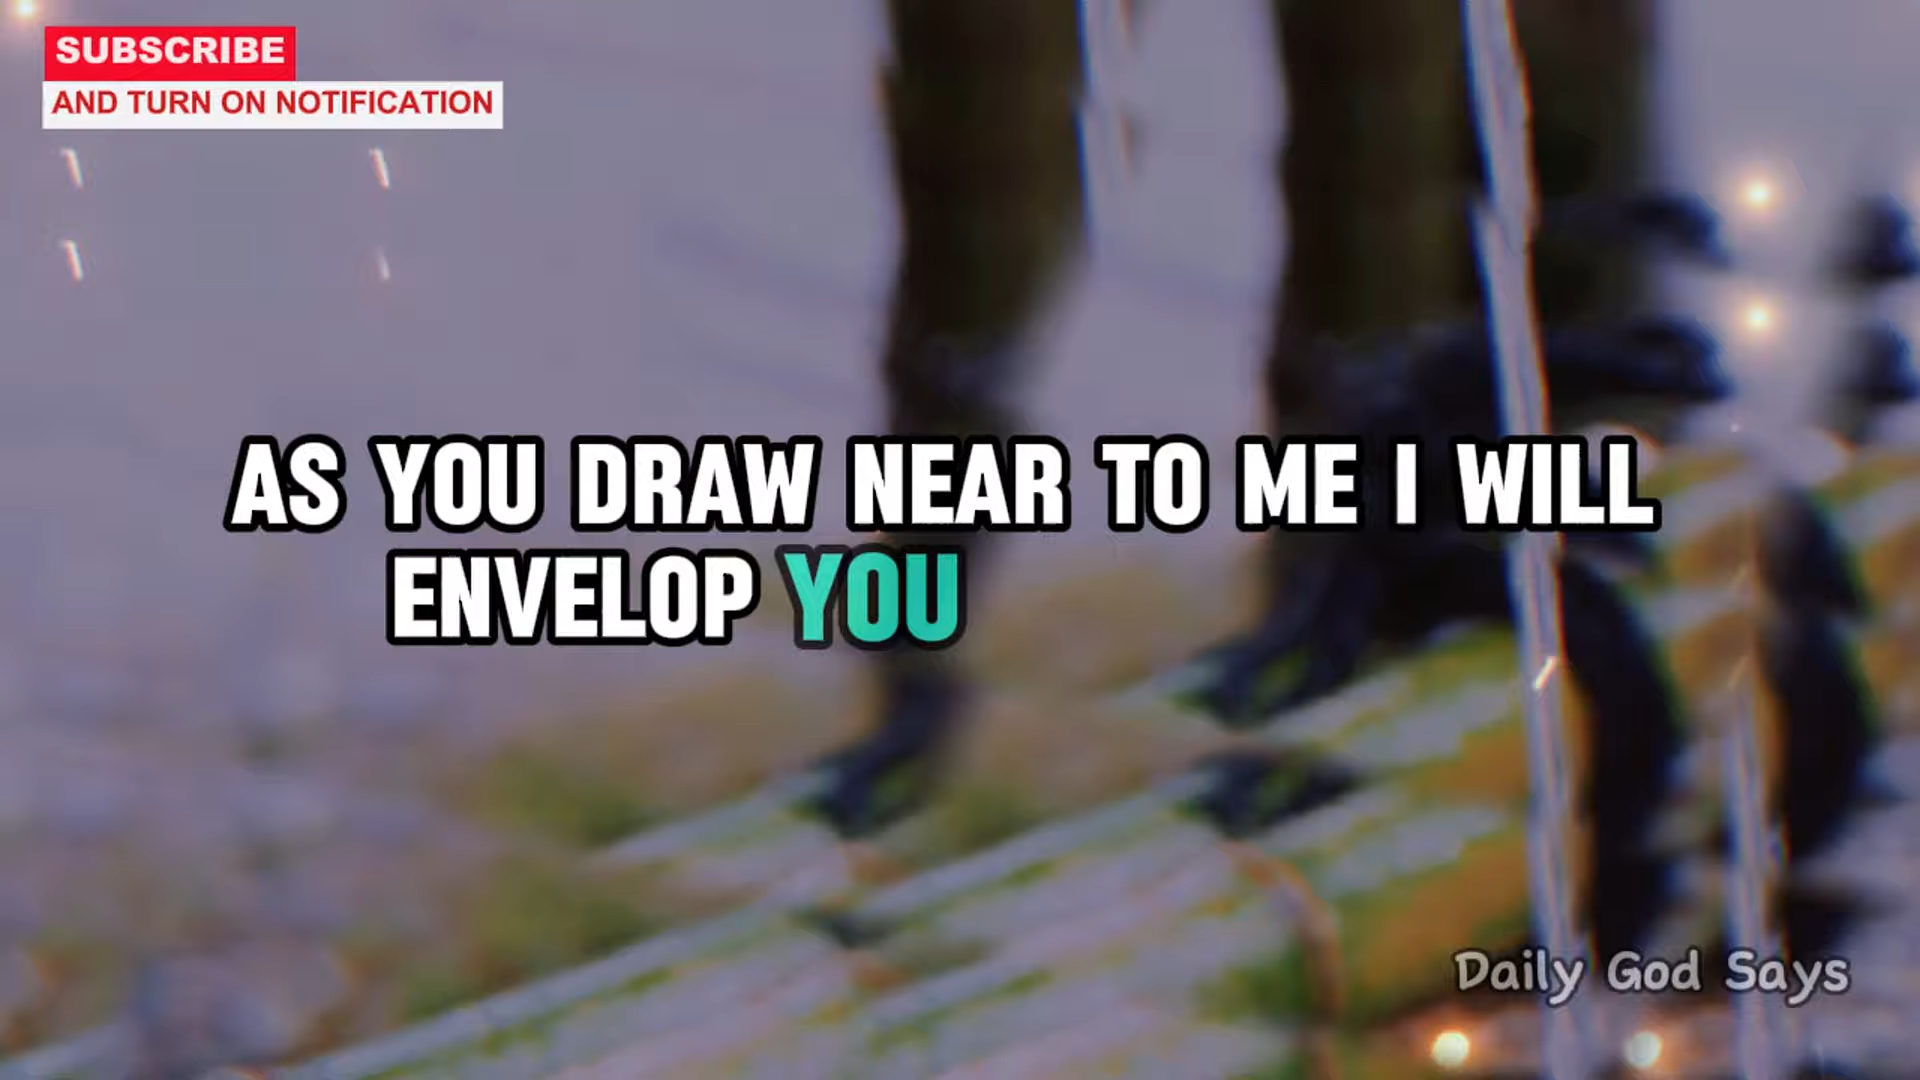 SUBSCRIBE
AND TURN ON NOTIFICATION
AS YOU DRAW NEAR TO ME I WILL
ENVELOP YOU
Daily God Says